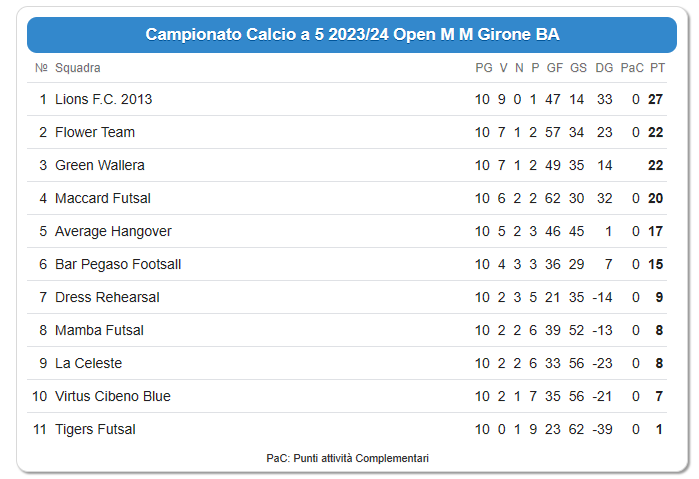 Campionato Calcio a 5 2023/24 Open M M Girone BA
№ Squadra PG V N P GF GS DG PaC PT
1 Lions F.C. 2013 10 9 0 1 47 14 33 0 27
2 Flower Team 10 7 1 2 57 34 23 0 22
3 Green Wallera 10 7 1 2 49 35 14 22
4 Maccard Futsal 10 6 2 2 62 30 32 0 20
5 Average Hangover 10 5 2 3 46 45 1 0 17
6 Bar Pegaso Footsall 10 4 3 3 36 29 7 0 15
7 Dress Rehearsal 10 2 3 5 21 35 -14 0 9
8 Mamba Futsal 10 2 2 6 39 52 -13 0 8
9 La Celeste 10 2 2 6 33 56 -23 0 8
10 Virtus Cibeno Blue 10 2 1 7 35 56 -21 0 7
11 Tigers Futsal 10 0 1 9 23 62 -39 0 1
PaC: Punti attività Complementari